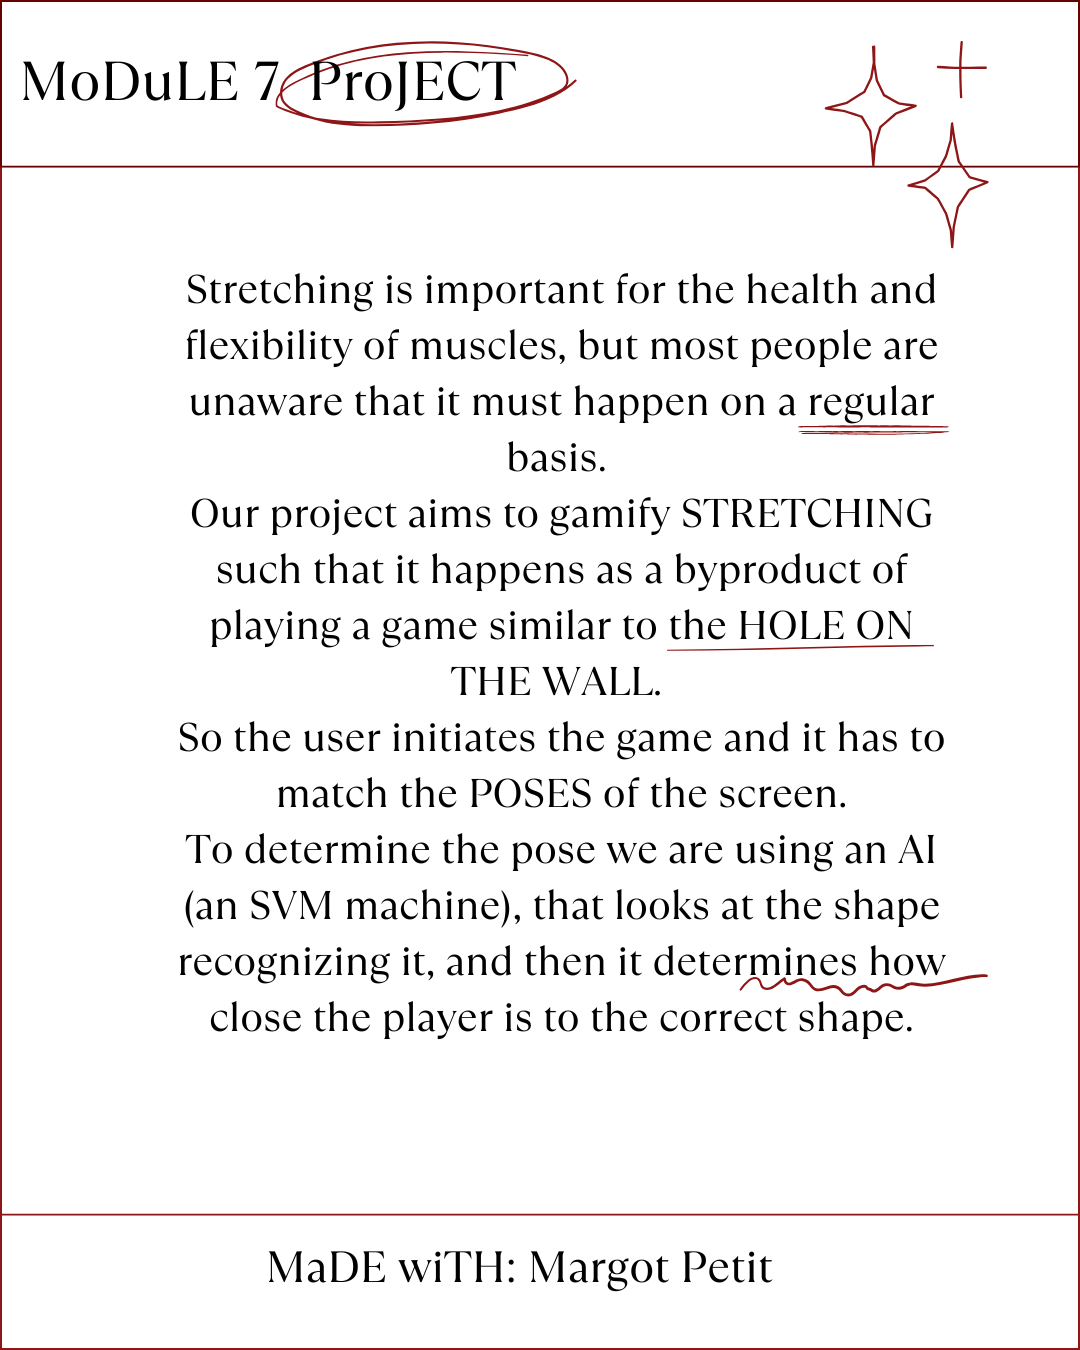 MoDuLE 7 ProJECT
Stretching is important for the health and
flexibility of muscles, but most people are
unaware that it must happen on a regular
basis.
Our project aims to gamify STRETCHING
such that it happens as a byproduct of
playing a game similar to the HOLE ON
THE WALL.
So the user initiates the game and it has to
match the POSES of the screen.
To determine the pose we are using an AI
(an SVM machine), that looks at the shape
recognizing it, and then it determines how
close the player is to the correct shape.
MaDE wiTH: Margot Petit